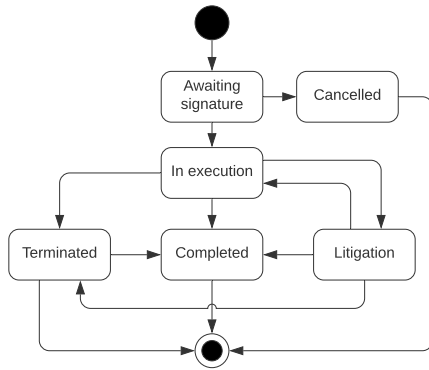 Awaiting
signature
Cancelled
In execution
Terminated
Completed
Litigation